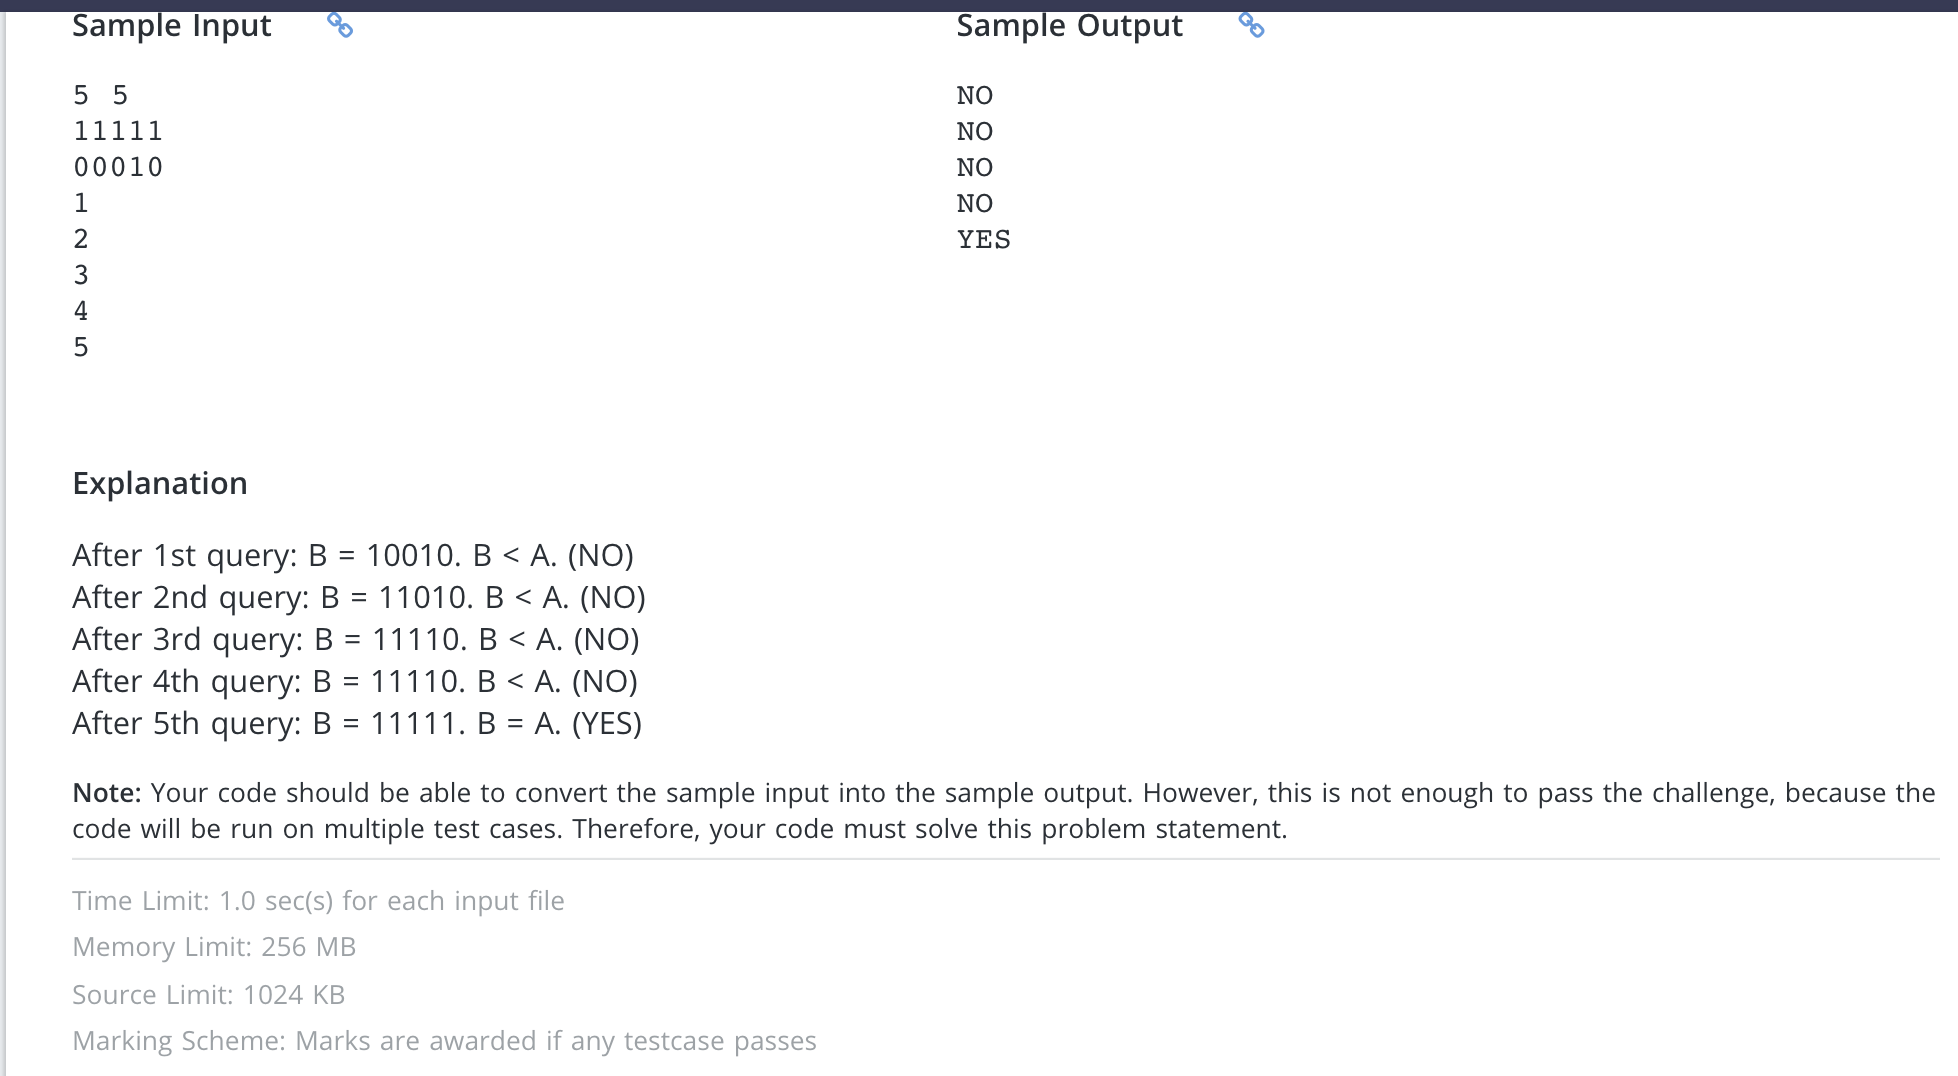 Sample Input
5 5
11111
00010
1
2
3
4
5
Sample Output
NO
NO
NO
NO
YES
Explanation
After 1st query: B = 10010. B < A. (NO)
After 2nd query: B = 11010. B < A. (NO)
After 3rd query: B = 11110. B < A. (NO)
After 4th query: B = 11110. B < A. (NO)
After 5th query: B = 11111. B = A. (YES)
Note: Your code should be able to convert the sample input into the sample output. However, this is not enough to pass the challenge, because the
code will be run on multiple test cases. Therefore, your code must solve this problem statement.
Time Limit: 1.0 sec(s) for each input file
Memory Limit: 256 MB
Source Limit: 1024 KB
Marking Scheme: Marks are awarded if any testcase passes